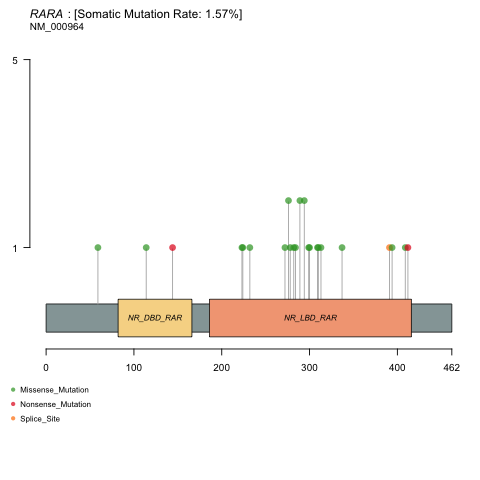 RARA : [Somatic Mutation Rate: 1.57%]
NM_000964
5
1
NR_DBD_RAR NR_LBD_RAR
0 100 200 300 400 462
Missense_Mutation
Nonsense_Mutation
Splice_Site